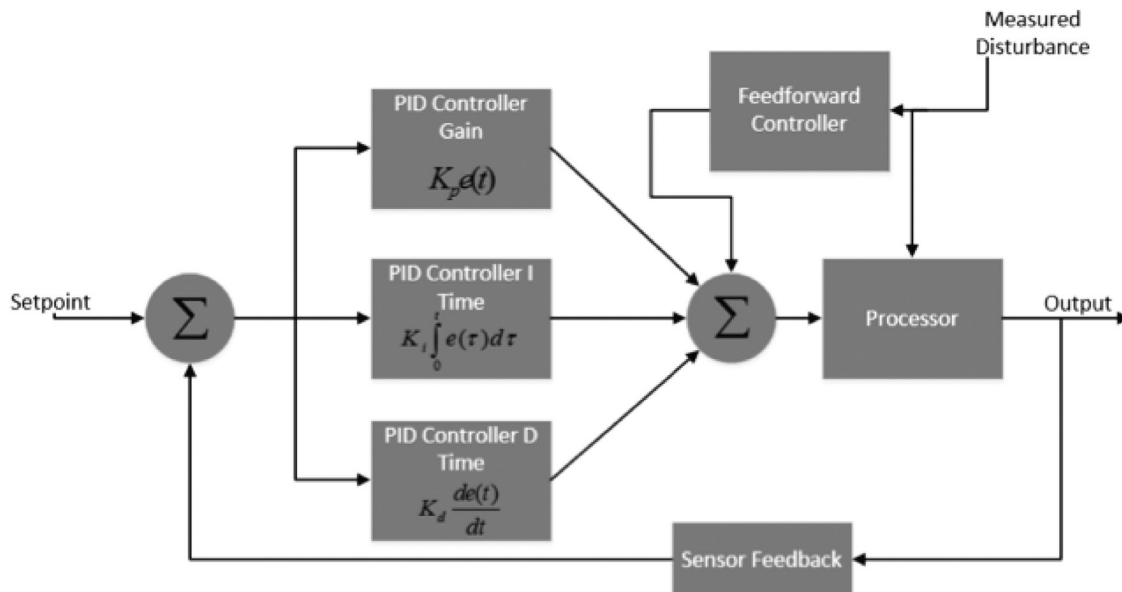 Measured
Disturbance
PID Controller
Gain
K_p e(t)
Feedforward
Controller
Setpoint
Σ
PID Controller I
Time
K_i ∫_0^t e(τ)dτ
Σ
Processor
Output
PID Controller D
Time
K_d de(t)/dt
Sensor Feedback